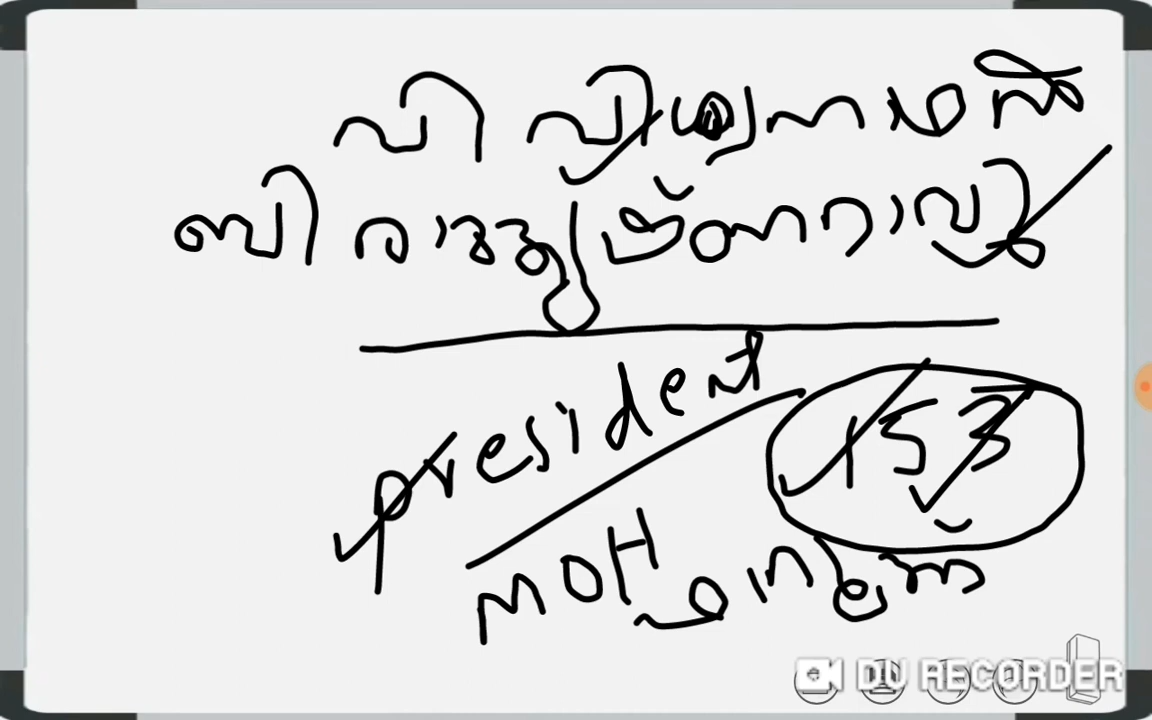 വി വിശ്വനാഥൻ
ബി രാമകൃഷ്ണറാവു
president
153
MOH
DU RECORDER